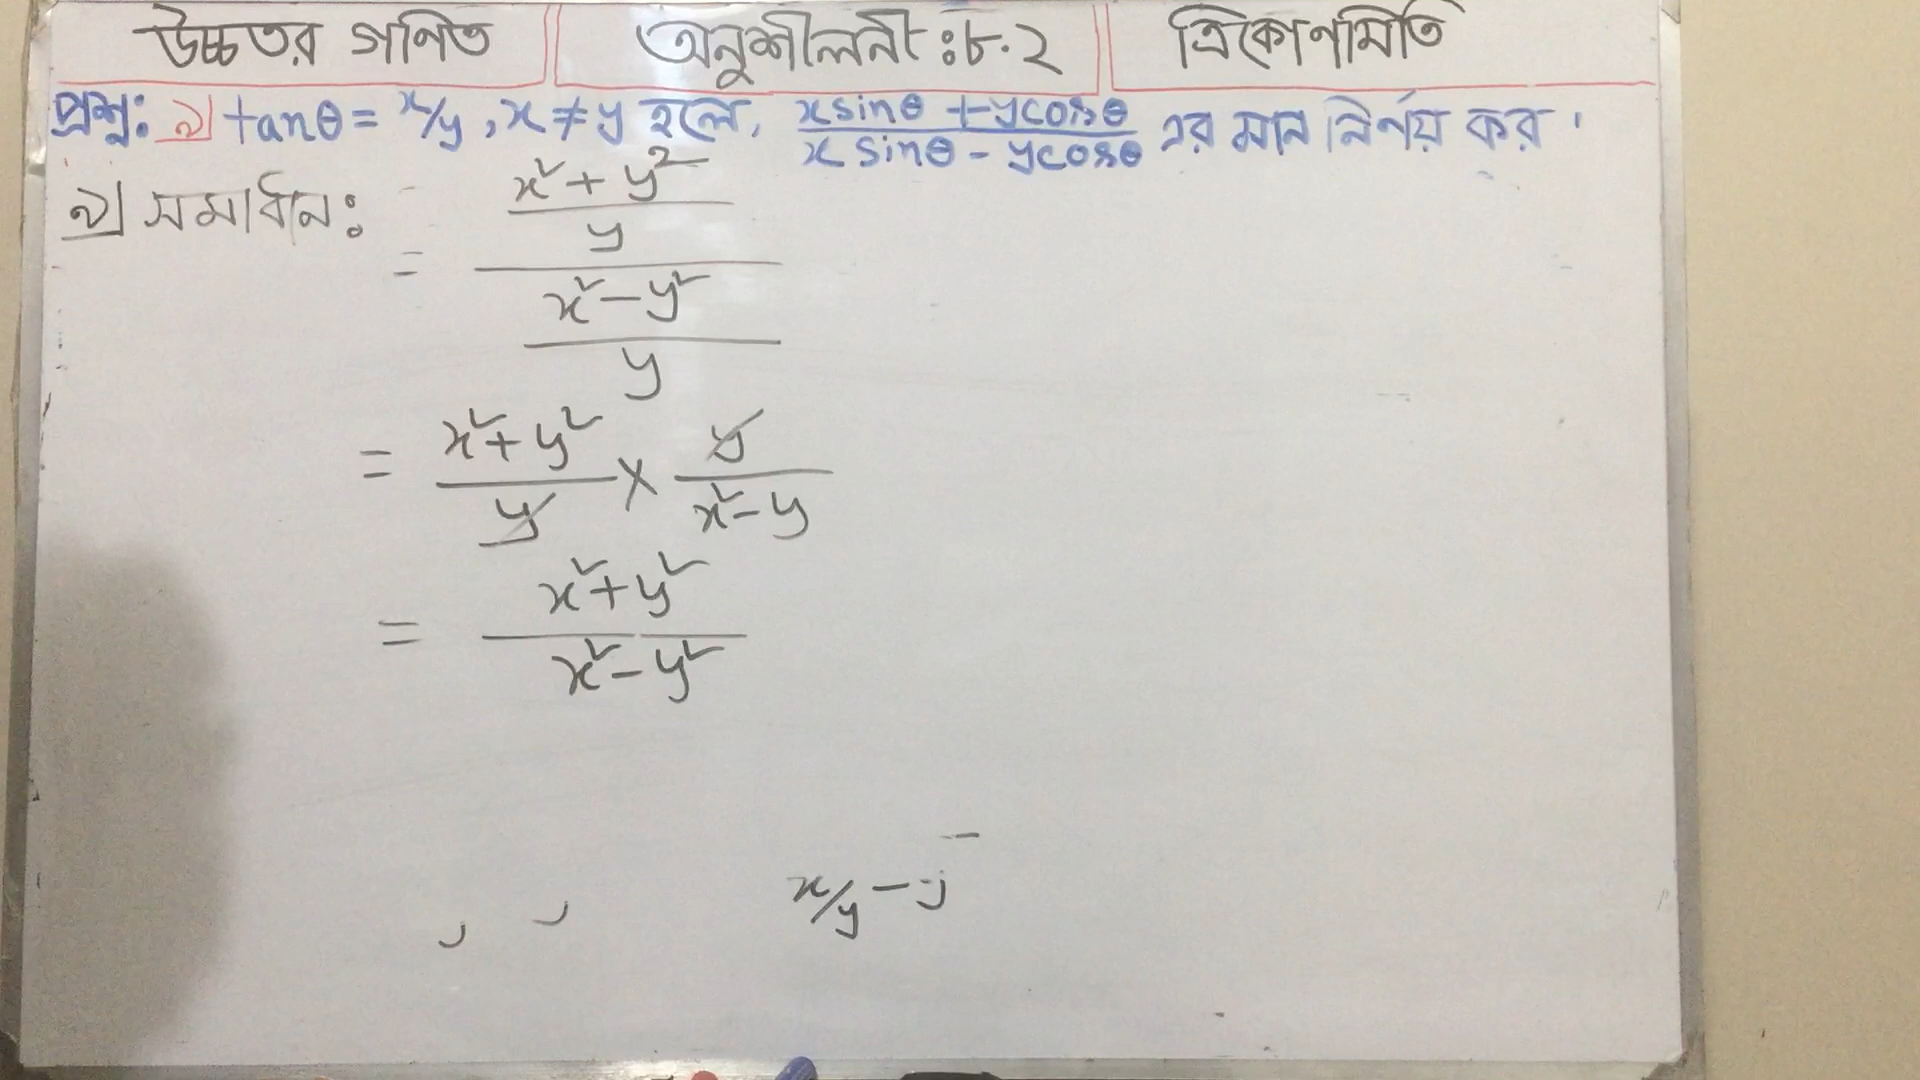 উচ্চতর গণিত অনুশীলনী:৮.২ ত্রিকোণমিতি
প্রশ্ন: ৯| tanθ = x/y, x ≠ y হলে, (x sinθ + y cosθ)/(x sinθ - y cosθ) এর মান নির্ণয় কর।
৯| সমাধান:
= ((x² + y²)/y)/((x² - y²)/y)
= (x² + y²)/y × y/(x² - y)
= (x² + y²)/(x² - y²)
x/y -